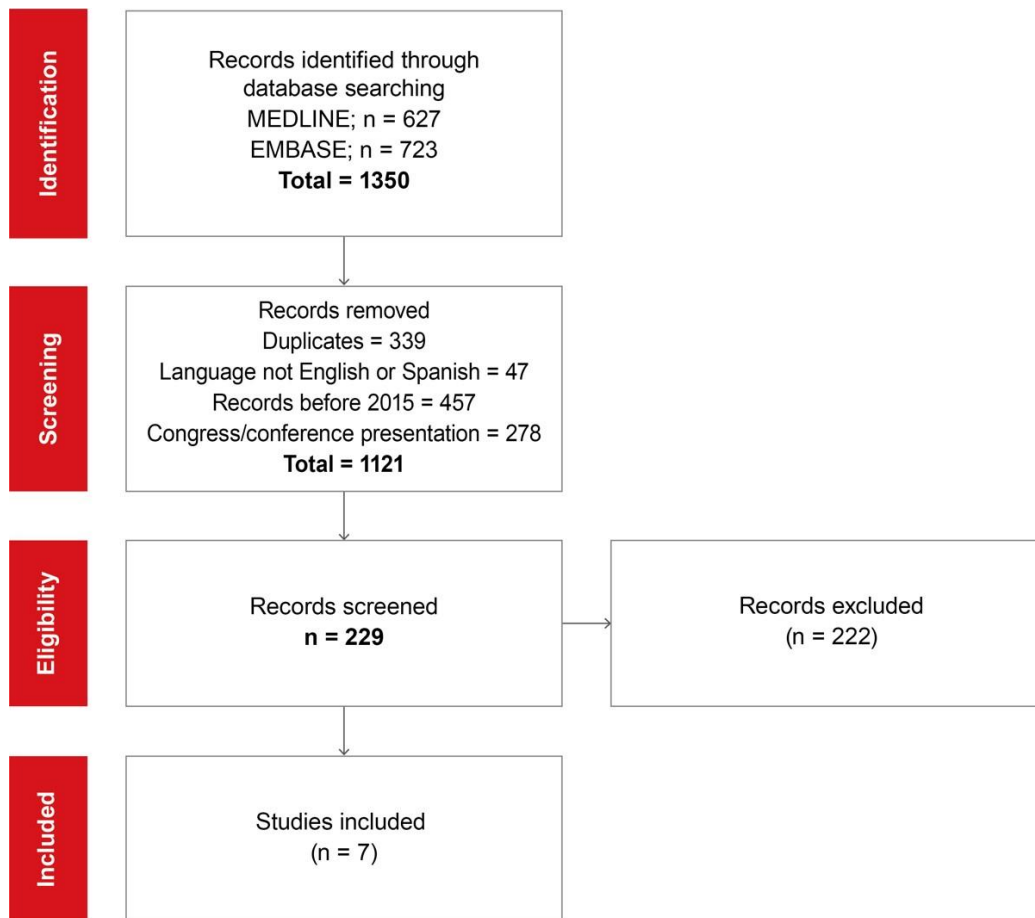 Identification
Records identified through
database searching
MEDLINE; n = 627
EMBASE; n = 723
Total = 1350
Screening
Records removed
Duplicates = 339
Language not English or Spanish = 47
Records before 2015 = 457
Congress/conference presentation = 278
Total = 1121
Eligibility
Records screened
n = 229
Records excluded
(n = 222)
Included
Studies included
(n = 7)